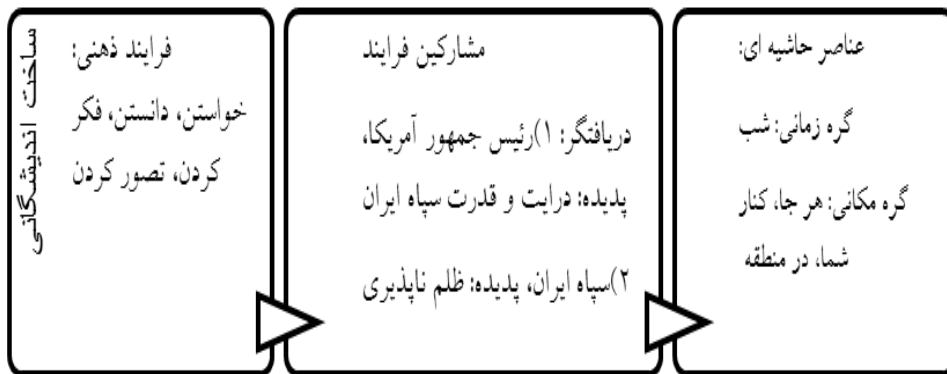 ساخت اندیشگانی
فرایند ذهنی:
خواستن، دانستن، فکر
کردن، تصور کردن
مشارکین فرایند
دریافتگر: ۱)رئیس جمهور آمریکا،
پدیده: درایت و قدرت سپاه ایران
۲)سپاه ایران، پدیده: ظلم ناپذیری
عناصر حاشیه ای:
گره زمانی: شب
گره مکانی: هر جا، کنار
شما، در منطقه